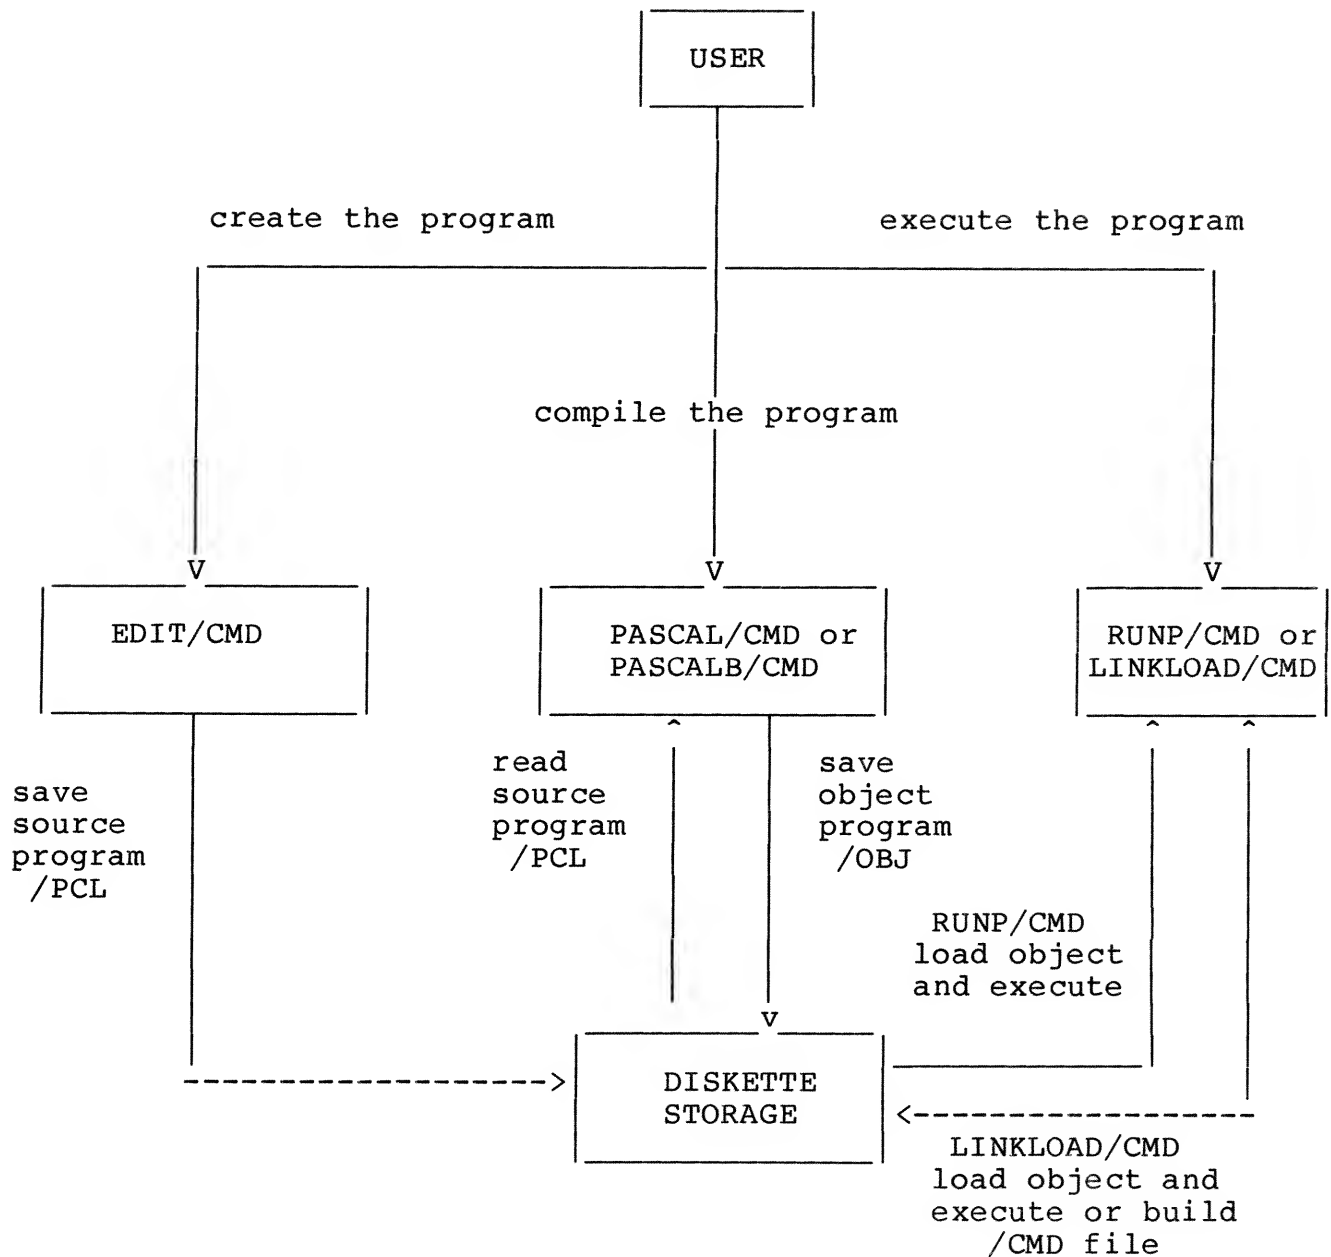 USER
create the program
execute the program
compile the program
EDIT/CMD
PASCAL/CMD or
PASCALB/CMD
RUNP/CMD or
LINKLOAD/CMD
save
source
program
/PCL
read
source
program
/PCL
save
object
program
/OBJ
RUNP/CMD
load object
and execute
DISKETTE
STORAGE
LINKLOAD/CMD
load object and
execute or build
/CMD file